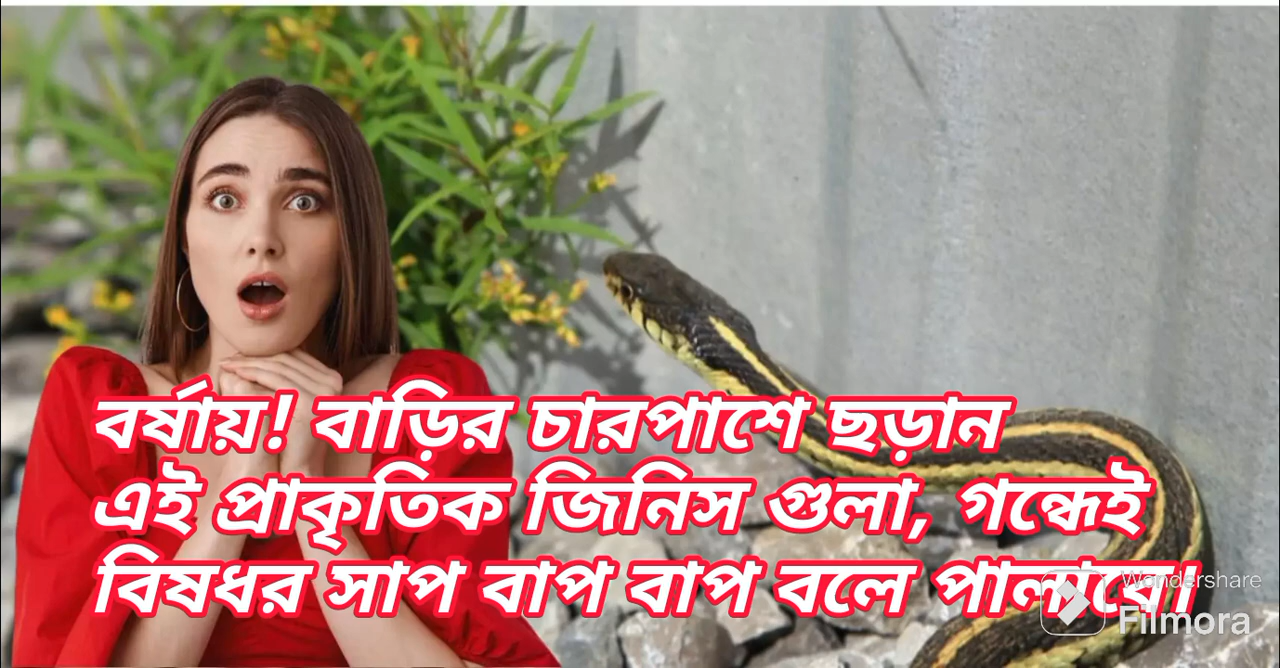 বর্ষায়! বাড়ির চারপাশে ছড়ান
এই প্রাকৃতিক জিনিস গুলা, গন্ধেই
বিষধর সাপ বাপ বাপ বলে পালাবে।
Wondershare
Filmora